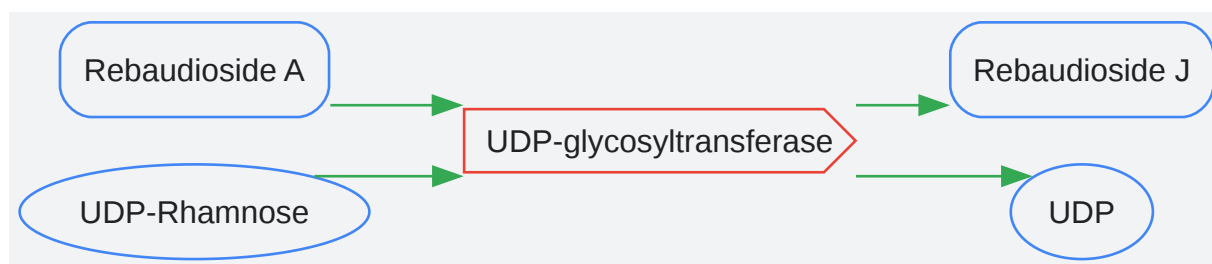 Rebaudioside A
Rebaudioside J
UDP-glycosyltransferase
UDP-Rhamnose
UDP